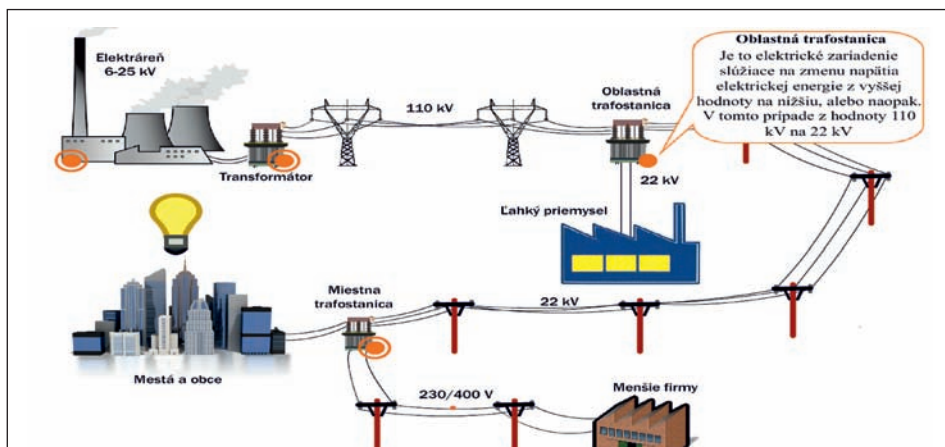 Elektráreň
6-25 kV
Transformátor
110 kV
Oblastná
trafostanica
Oblastná trafostanica
Je to elektrické zariadenie
slúžiace na zmenu napätia
elektrickej energie z vyššej
hodnoty na nižšiu, alebo naopak.
V tomto prípade z hodnoty 110
kV na 22 kV
22 kV
Ľahký priemysel
Miestna
trafostanica
22 kV
Mestá a obce
230/400 V
Menšie firmy